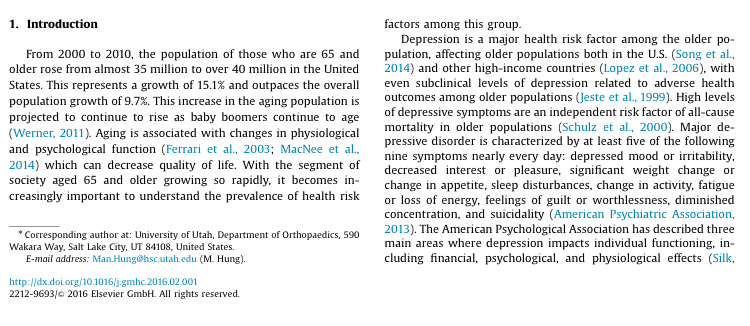 1. Introduction
From 2000 to 2010, the population of those who are 65 and
older rose from almost 35 million to over 40 million in the United
States. This represents a growth of 15.1% and outpaces the overall
population growth of 9.7%. This increase in the aging population is
projected to continue to rise as baby boomers continue to age
(Werner, 2011). Aging is associated with changes in physiological
and psychological function (Ferrari et al., 2003; MacNee et al.,
2014) which can decrease quality of life. With the segment of
society aged 65 and older growing so rapidly, it becomes in-
creasingly important to understand the prevalence of health risk
* Corresponding author at: University of Utah, Department of Orthopaedics, 590
Wakara Way, Salt Lake City, UT 84108, United States.
E-mail address: Man.Hung@hsc.utah.edu (M. Hung).
http://dx.doi.org/10.1016/j.gmhc.2016.02.001
2212-9693/© 2016 Elsevier GmbH. All rights reserved.
factors among this group.
Depression is a major health risk factor among the older po-
pulation, affecting older populations both in the U.S. (Song et al.,
2014) and other high-income countries (Lopez et al., 2006), with
even subclinical levels of depression related to adverse health
outcomes among older populations (Jeste et al., 1999). High levels
of depressive symptoms are an independent risk factor of all-cause
mortality in older populations (Schulz et al., 2000). Major de-
pressive disorder is characterized by at least five of the following
nine symptoms nearly every day: depressed mood or irritability,
decreased interest or pleasure, significant weight change or
change in appetite, sleep disturbances, change in activity, fatigue
or loss of energy, feelings of guilt or worthlessness, diminished
concentration, and suicidality (American Psychiatric Association,
2013). The American Psychological Association has described three
main areas where depression impacts individual functioning, in-
cluding financial, psychological, and physiological effects (Silk,